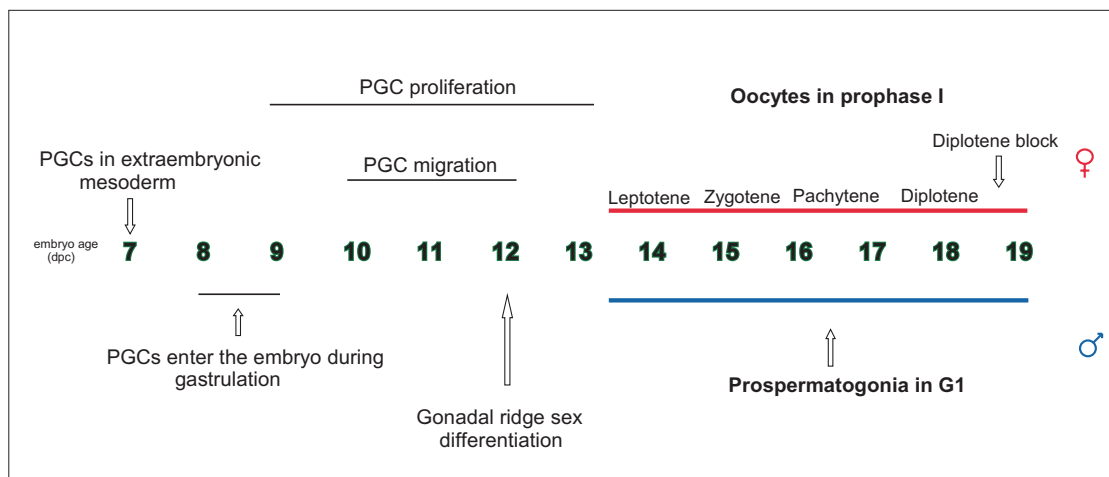 PGC proliferation
Oocytes in prophase I
Diplotene block
PGCs in extraembryonic
mesoderm
PGC migration
Leptotene Zygotene Pachytene Diplotene
embryo age
(dpc)
7 8 9 10 11 12 13 14 15 16 17 18 19
PGCs enter the embryo during
gastrulation
Prospermatogonia in G1
Gonadal ridge sex
differentiation